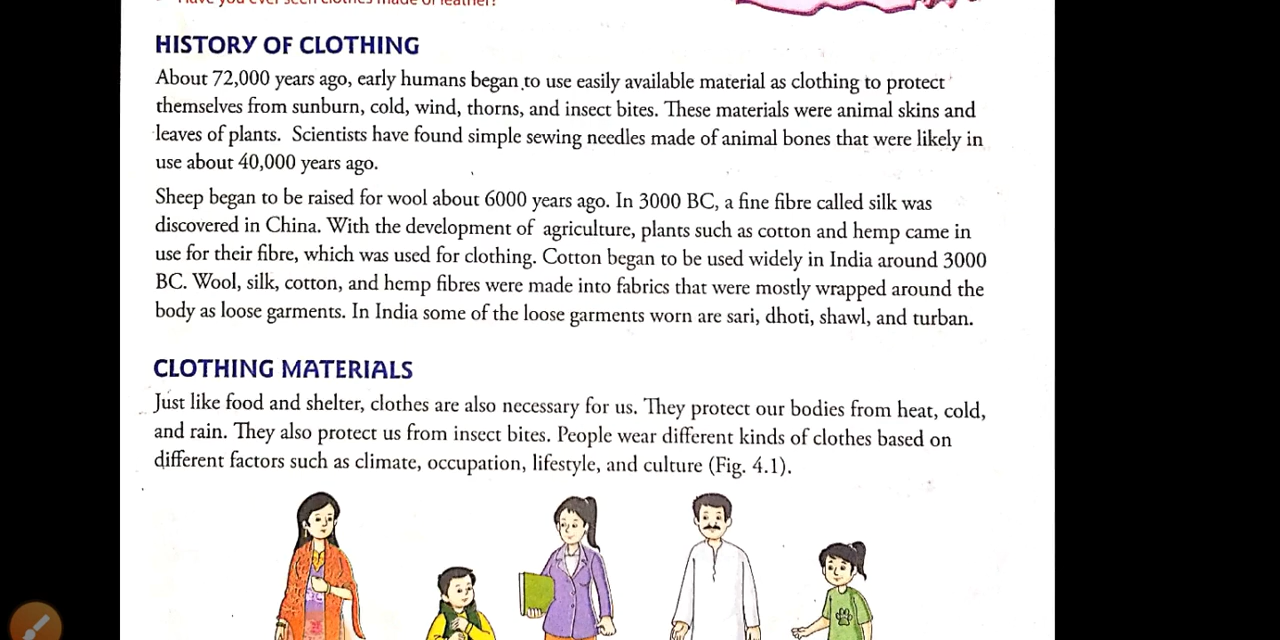 Have you ever seen clothes made of leather?
HISTORY OF CLOTHING
About 72,000 years ago, early humans began to use easily available material as clothing to protect
themselves from sunburn, cold, wind, thorns, and insect bites. These materials were animal skins and
leaves of plants. Scientists have found simple sewing needles made of animal bones that were likely in
use about 40,000 years ago.
Sheep began to be raised for wool about 6000 years ago. In 3000 BC, a fine fibre called silk was
discovered in China. With the development of agriculture, plants such as cotton and hemp came in
use for their fibre, which was used for clothing. Cotton began to be used widely in India around 3000
BC. Wool, silk, cotton, and hemp fibres were made into fabrics that were mostly wrapped around the
body as loose garments. In India some of the loose garments worn are sari, dhoti, shawl, and turban.
CLOTHING MATERIALS
Just like food and shelter, clothes are also necessary for us. They protect our bodies from heat, cold,
and rain. They also protect us from insect bites. People wear different kinds of clothes based on
different factors such as climate, occupation, lifestyle, and culture (Fig. 4.1).